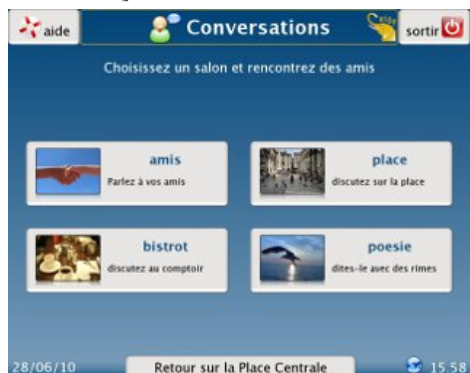 aide
Conversations
sortir
Choisissez un salon et rencontrez des amis
amis
Parlez à vos amis
place
discutez sur la place
bistrot
discutez au comptoir
poesie
dites-le avec des rimes
28/06/10
Retour sur la Place Centrale
15 58